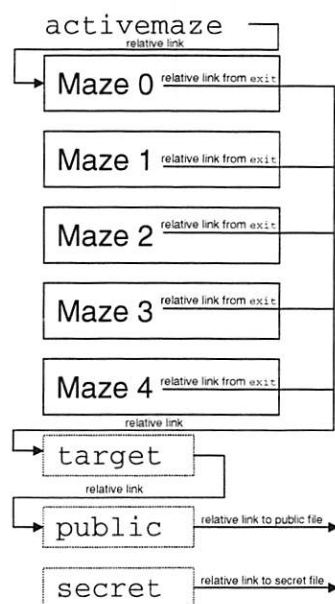 activemaze
relative link
Maze 0 relative link from exit
Maze 1 relative link from exit
Maze 2 relative link from exit
Maze 3 relative link from exit
Maze 4 relative link from exit
relative link
target
relative link
public relative link to public file
secret relative link to secret file